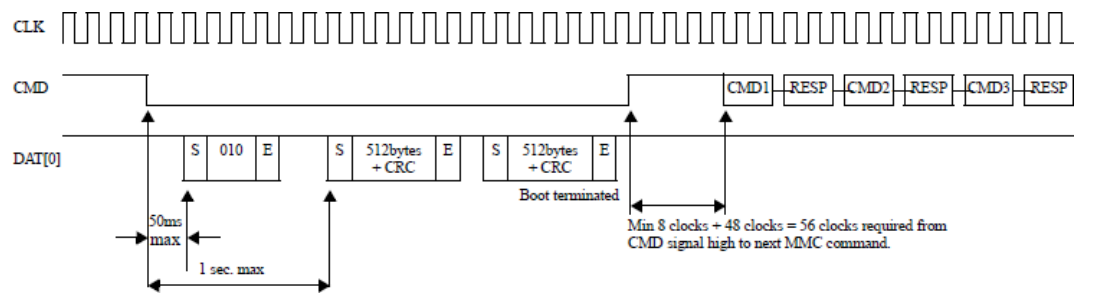 CLK
CMD
CMD1 RESP CMD2 RESP CMD3 RESP
DAT[0]
S 010 E S 512bytes + CRC E S 512bytes + CRC E
Boot terminated
50ms
max
1 sec. max
Min 8 clocks + 48 clocks = 56 clocks required from
CMD signal high to next MMC command.